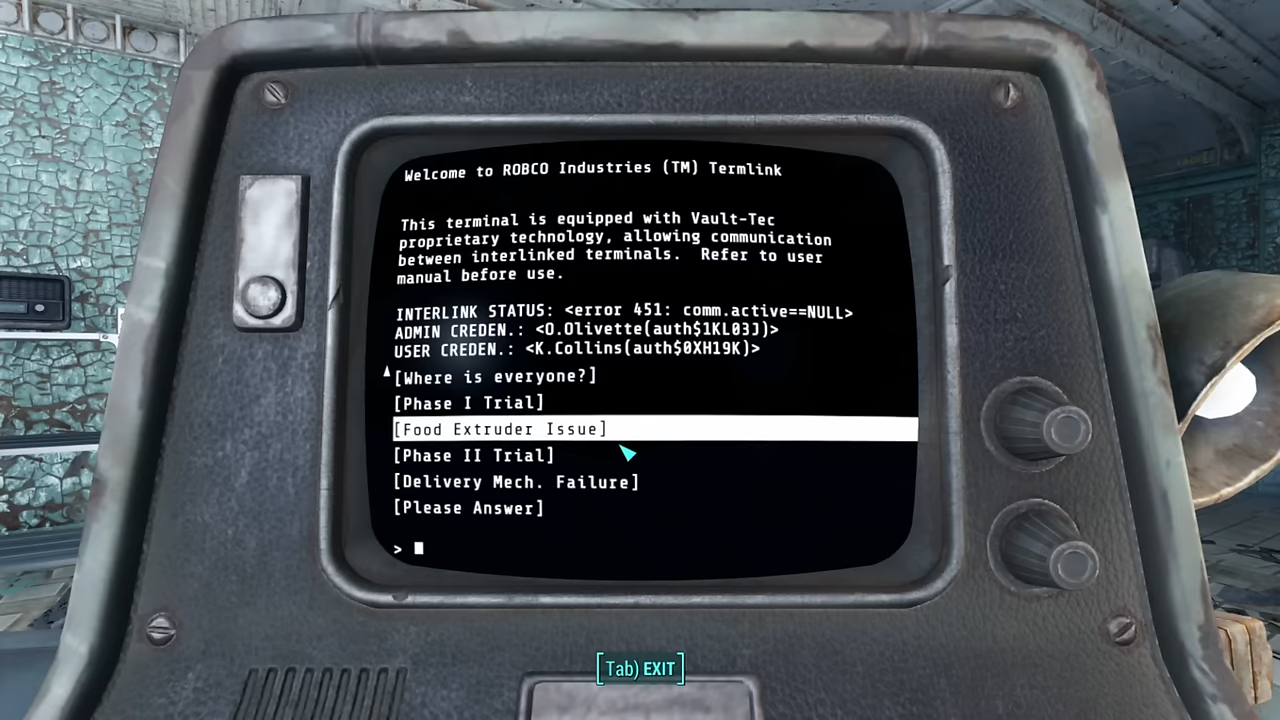 Welcome to ROBCO Industries (TM) Termlink
This terminal is equipped with Vault-Tec
proprietary technology, allowing communication
between interlinked terminals.  Refer to user
manual before use.
INTERLINK STATUS: <error 451: comm.active==NULL>
ADMIN CREDEN.: <O.Olivette(auth$1KL03J)>
USER CREDEN.: <K.Collins(auth$0XH19K)>
[Where is everyone?]
[Phase I Trial]
[Food Extruder Issue]
[Phase II Trial]
[Delivery Mech. Failure]
[Please Answer]
>
[Tab) EXIT]